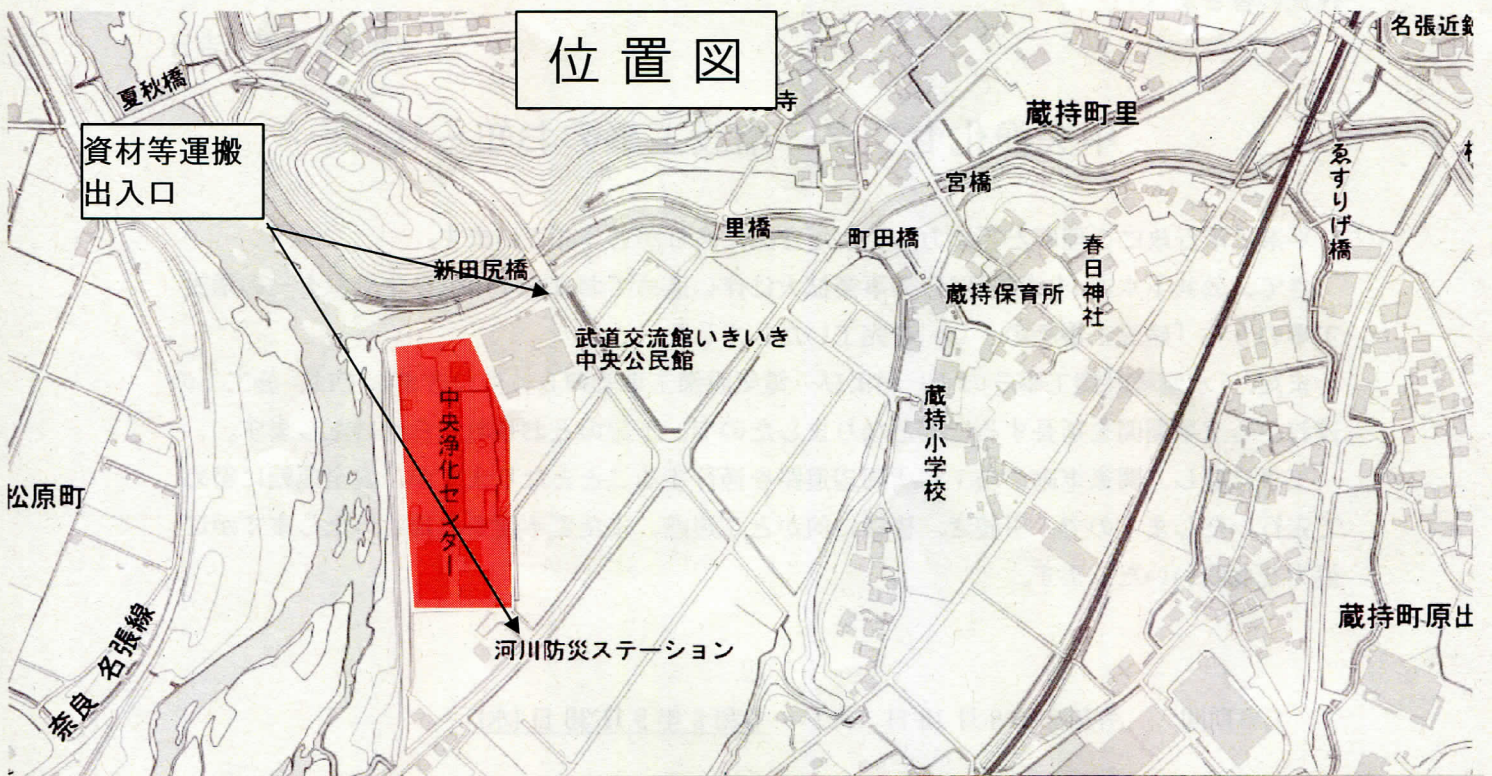 位置図
名張近鉄
夏秋橋
寺
蔵持町里
資材等運搬
出入口
ゑすりげ橋
宮橋
里橋
町田橋
春日神社
新田尻橋
蔵持保育所
武道交流館いきいき
中央公民館
中央浄化センター
蔵持小学校
松原町
河川防災ステーション
蔵持町原出
奈良 名張線